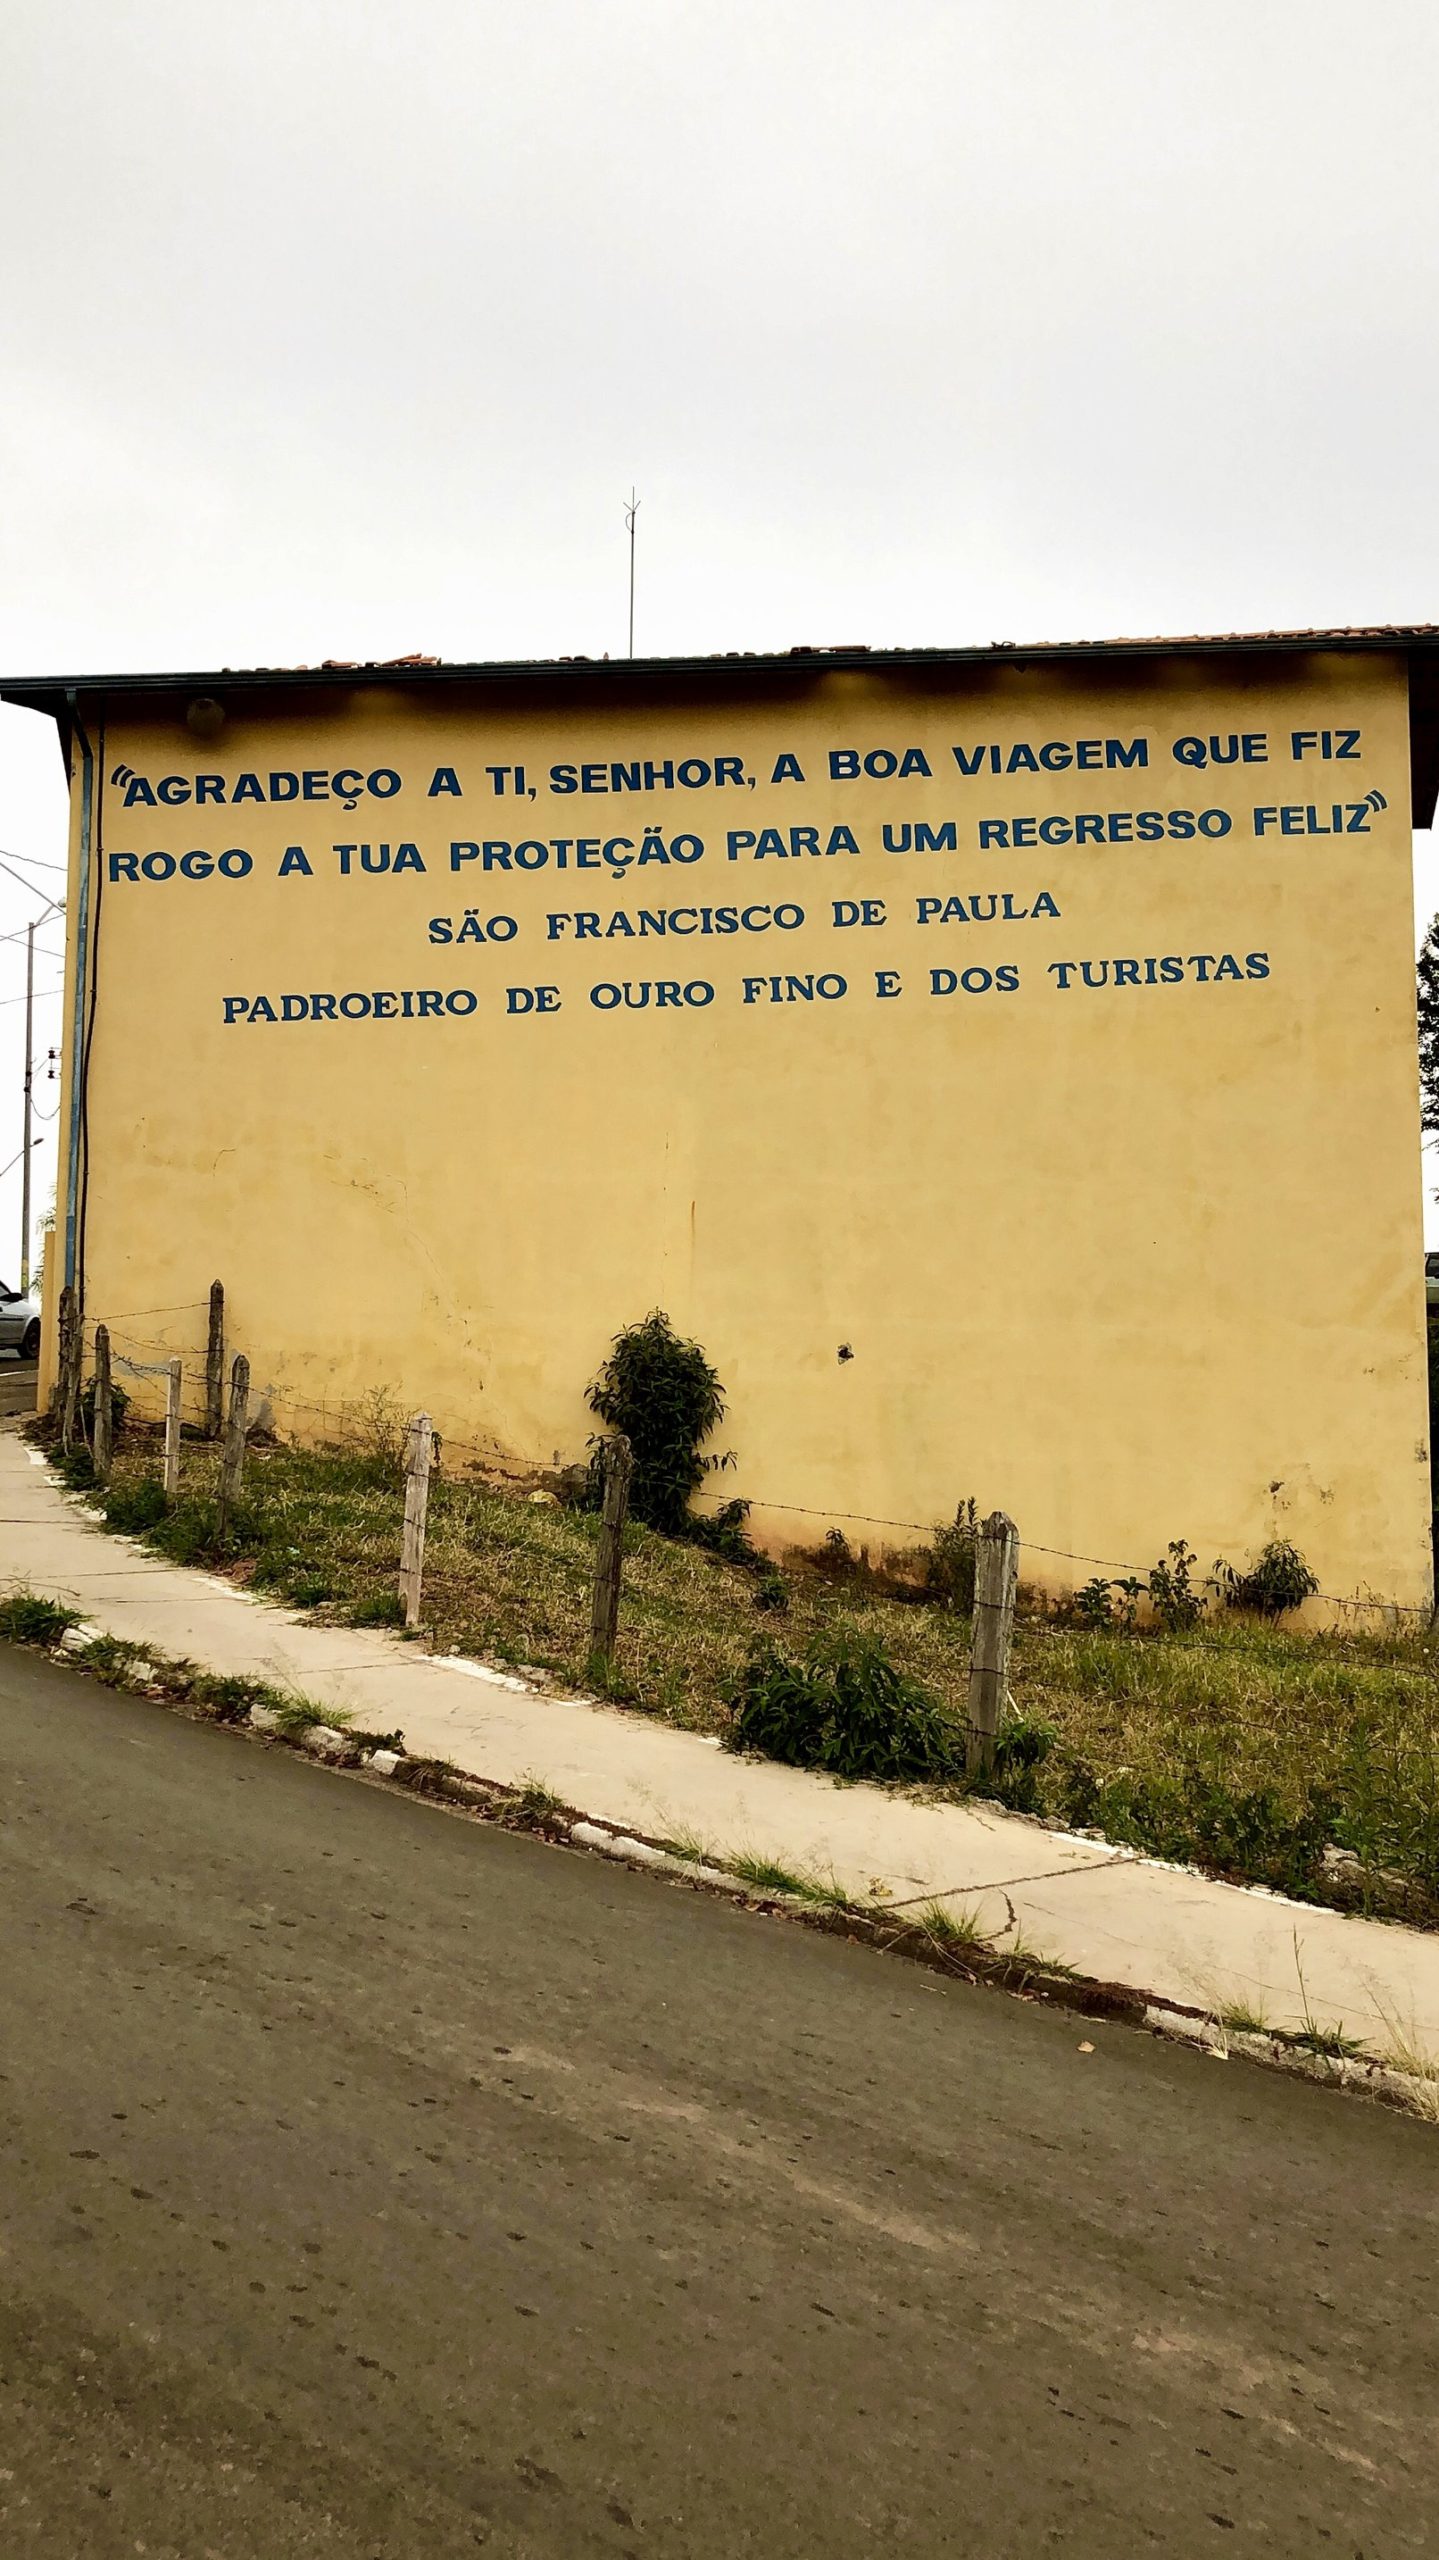 “AGRADEÇO A TI, SENHOR, A BOA VIAGEM QUE FIZ
ROGO A TUA PROTEÇÃO PARA UM REGRESSO FELIZ”
SÃO FRANCISCO DE PAULA
PADROEIRO DE OURO FINO E DOS TURISTAS